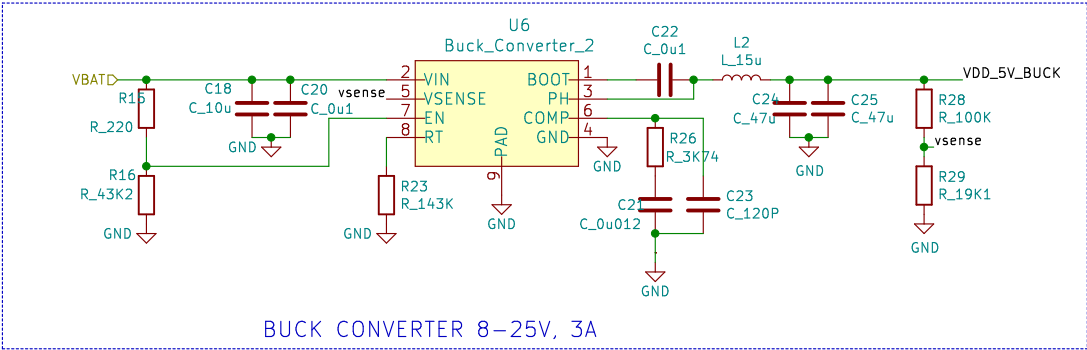 U6
Buck_Converter_2
VBAT
R15
R_220
C18
C_10u
C20
C_0u1
GND
vsense
2 VIN
5 VSENSE
7 EN
8 RT
PAD
9
BOOT 1
PH 3
COMP 6
GND 4
GND
C22
C_0u1
L2
L_15u
VDD_5V_BUCK
C24
C_47u
C25
C_47u
GND
R28
R_100K
vsense
R29
R_19K1
GND
R16
R_43K2
GND
R23
R_143K
GND
GND
R26
R_3K74
C21
C_0u012
C23
C_120P
GND
BUCK CONVERTER 8-25V, 3A